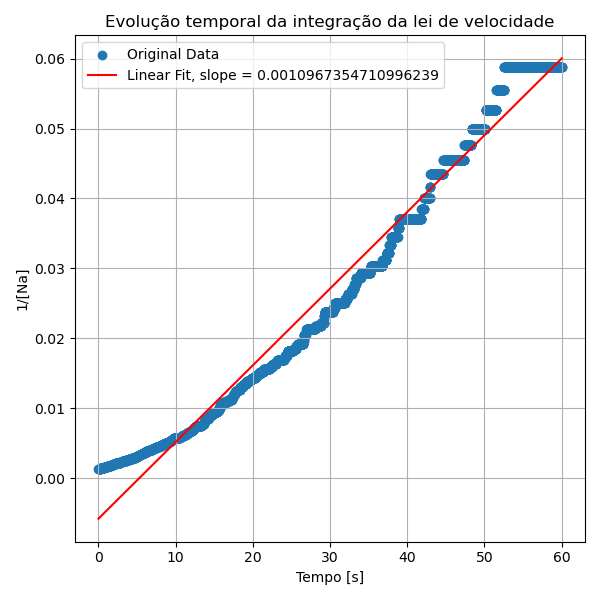 Evolução temporal da integração da lei de velocidade
Original Data
Linear Fit, slope = 0.0010967354710996239
1/[Na]
0.06
0.05
0.04
0.03
0.02
0.01
0.00
0 10 20 30 40 50 60
Tempo [s]